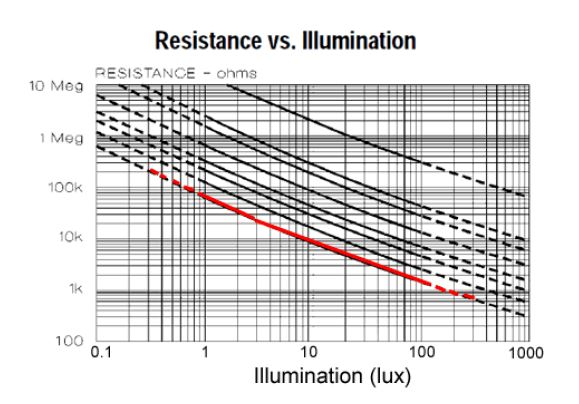 Resistance vs. Illumination
RESISTANCE - ohms
10 Meg
1 Meg
100k
10k
1k
100
0.1 1 10 100 1000
Illumination (lux)